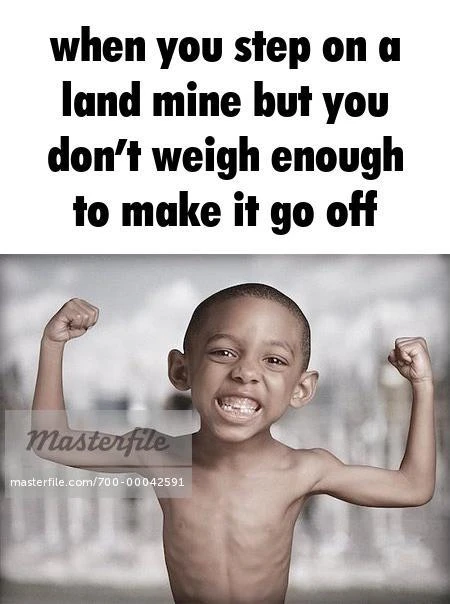 when you step on a
land mine but you
don't weigh enough
to make it go off
Masterfile
masterfile.com/700-00042591